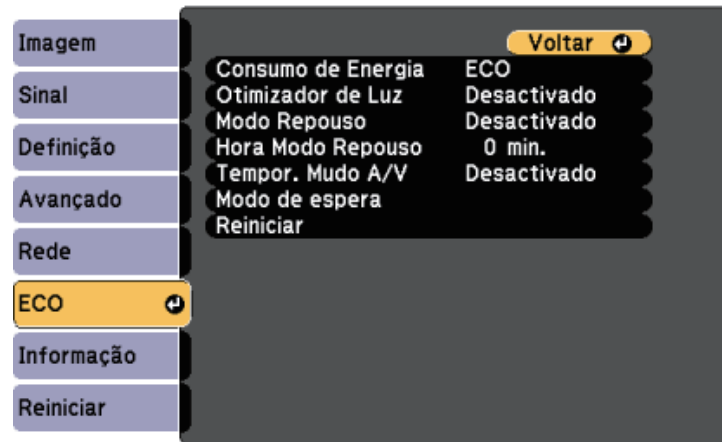 Imagem
Sinal
Definição
Avançado
Rede
ECO
Informação
Reiniciar
Voltar
Consumo de Energia ECO
Otimizador de Luz Desactivado
Modo Repouso Desactivado
Hora Modo Repouso 0 min.
Tempor. Mudo A/V Desactivado
Modo de espera
Reiniciar